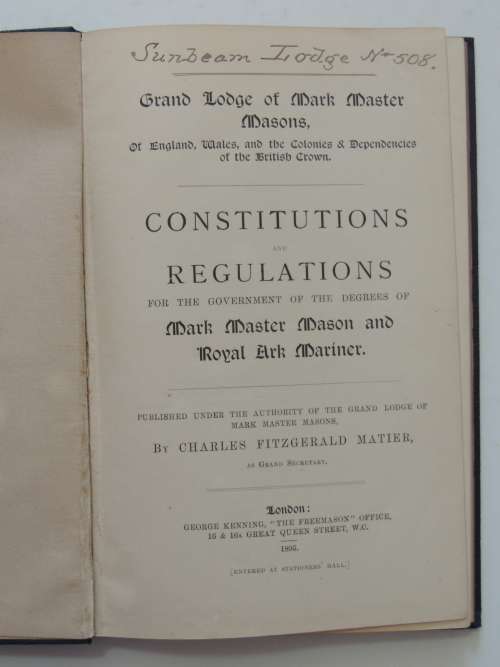 Sunbeam Lodge No 508.
Grand Lodge of Mark Master
Masons,
Of England, Wales, and the Colonies & Dependencies
of the British Crown.
CONSTITUTIONS
AND
REGULATIONS
FOR THE GOVERNMENT OF THE DEGREES OF
Mark Master Mason and
Royal Ark Mariner.
PUBLISHED UNDER THE AUTHORITY OF THE GRAND LODGE OF
MARK MASTER MASONS,
BY CHARLES FITZGERALD MATIER,
AS GRAND SECRETARY.
London:
GEORGE KENNING, "THE FREEMASON" OFFICE,
16 & 16A GREAT QUEEN STREET, W.C.
[ENTERED AT STATIONERS' HALL.]